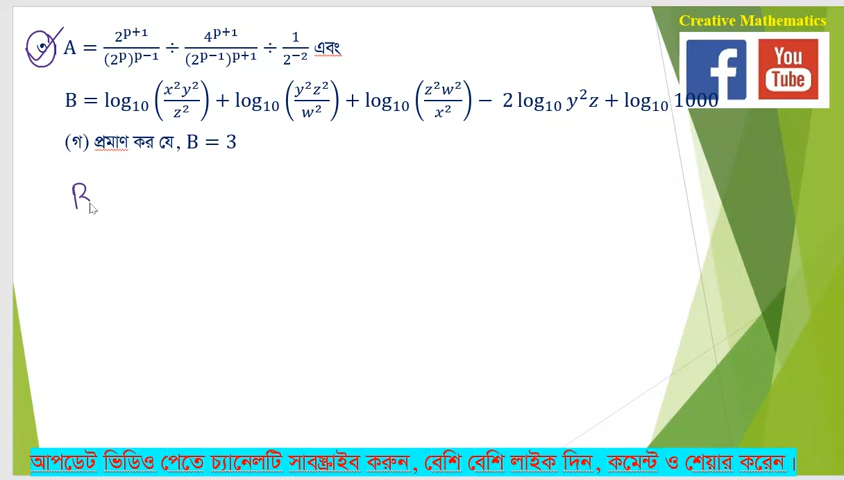 Creative Mathematics
৩ A = 2^(p+1)/(2^p)^(p−1) ÷ 4^(p+1)/(2^(p−1))^(p+1) ÷ 1/2^(−2) এবং
B = log₁₀ (x²y²/z²) + log₁₀ (y²z²/w²) + log₁₀ (z²w²/x²) − 2 log₁₀ y²z + log₁₀ 1000
(গ) প্রমাণ কর যে, B = 3
f You Tube
B
আপডেট ভিডিও পেতে চ্যানেলটি সাবস্ক্রাইব করুন, বেশি বেশি লাইক দিন, কমেন্ট ও শেয়ার করেন।